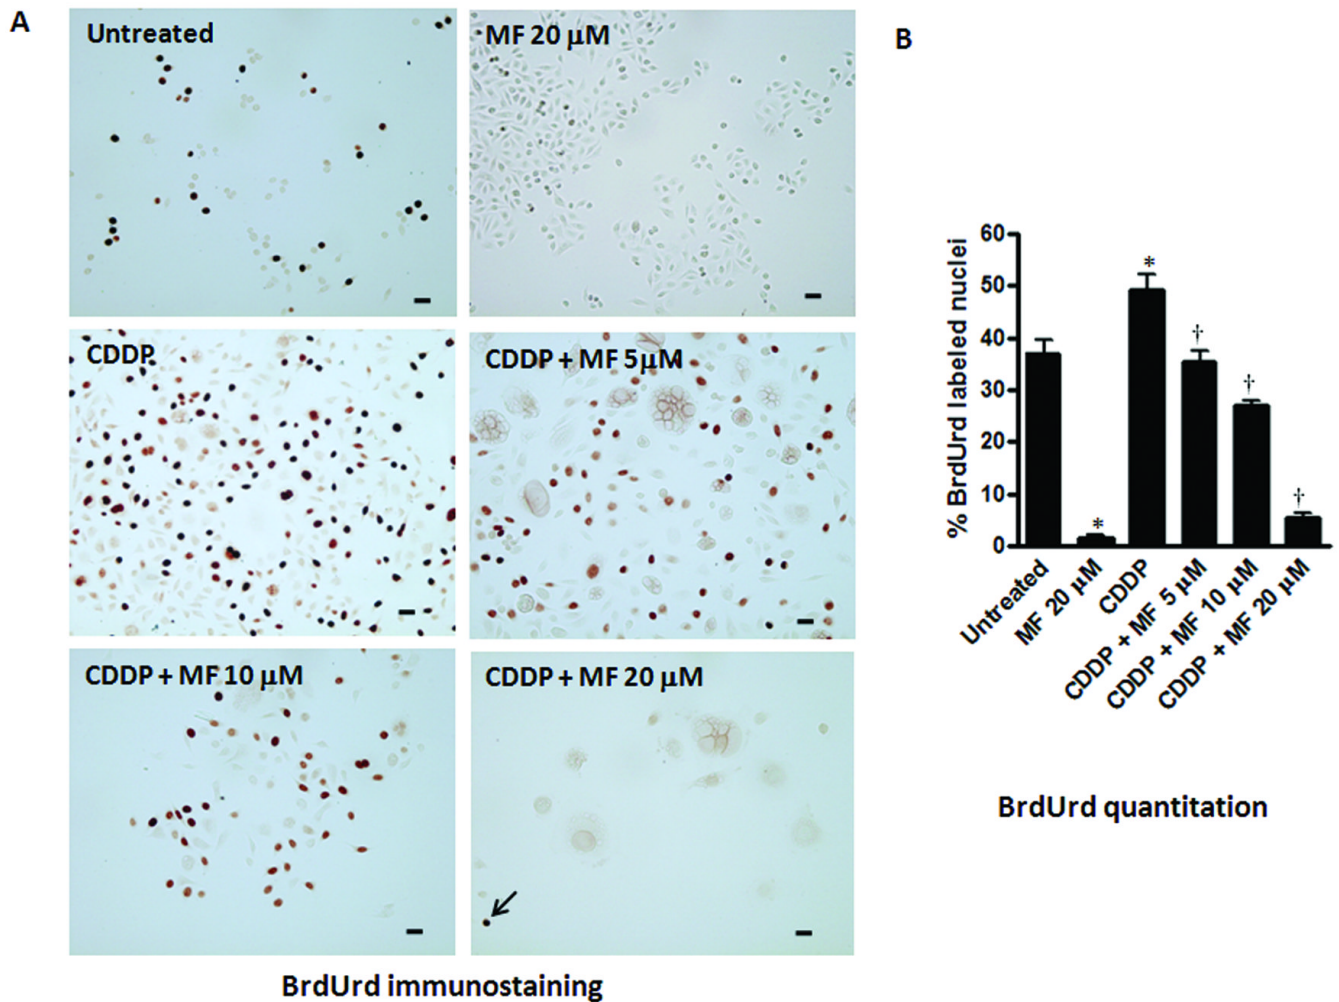 A
Untreated
MF 20 µM
CDDP
CDDP + MF 5µM
CDDP + MF 10 µM
CDDP + MF 20 µM
BrdUrd immunostaining
B
% BrdUrd labeled nuclei
60
50
40
30
20
10
0
*
*
†
†
†
Untreated
MF 20 µM
CDDP
CDDP + MF 5 µM
CDDP + MF 10 µM
CDDP + MF 20 µM
BrdUrd quantitation